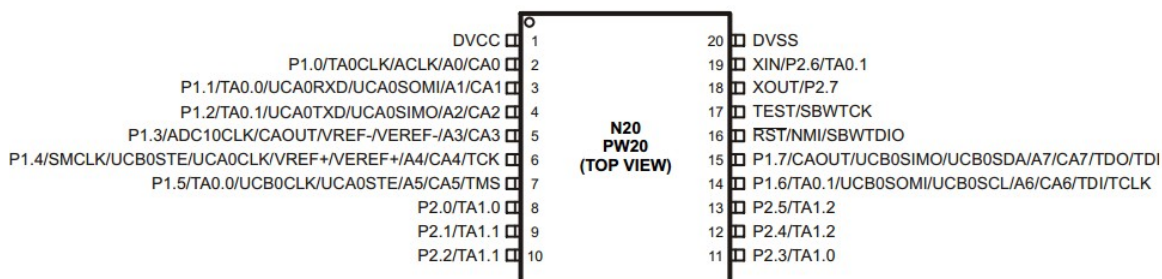 DVCC 1 20 DVSS
P1.0/TA0CLK/ACLK/A0/CA0 2 19 XIN/P2.6/TA0.1
P1.1/TA0.0/UCA0RXD/UCA0SOMI/A1/CA1 3 18 XOUT/P2.7
P1.2/TA0.1/UCA0TXD/UCA0SIMO/A2/CA2 4 17 TEST/SBWTCK
P1.3/ADC10CLK/CAOUT/VREF-/VEREF-/A3/CA3 5 N20 16 RST/NMI/SBWTDIO
PW20
P1.4/SMCLK/UCB0STE/UCA0CLK/VREF+/VEREF+/A4/CA4/TCK 6 (TOP VIEW) 15 P1.7/CAOUT/UCB0SIMO/UCB0SDA/A7/CA7/TDO/TDI
P1.5/TA0.0/UCB0CLK/UCA0STE/A5/CA5/TMS 7 14 P1.6/TA0.1/UCB0SOMI/UCB0SCL/A6/CA6/TDI/TCLK
P2.0/TA1.0 8 13 P2.5/TA1.2
P2.1/TA1.1 9 12 P2.4/TA1.2
P2.2/TA1.1 10 11 P2.3/TA1.0